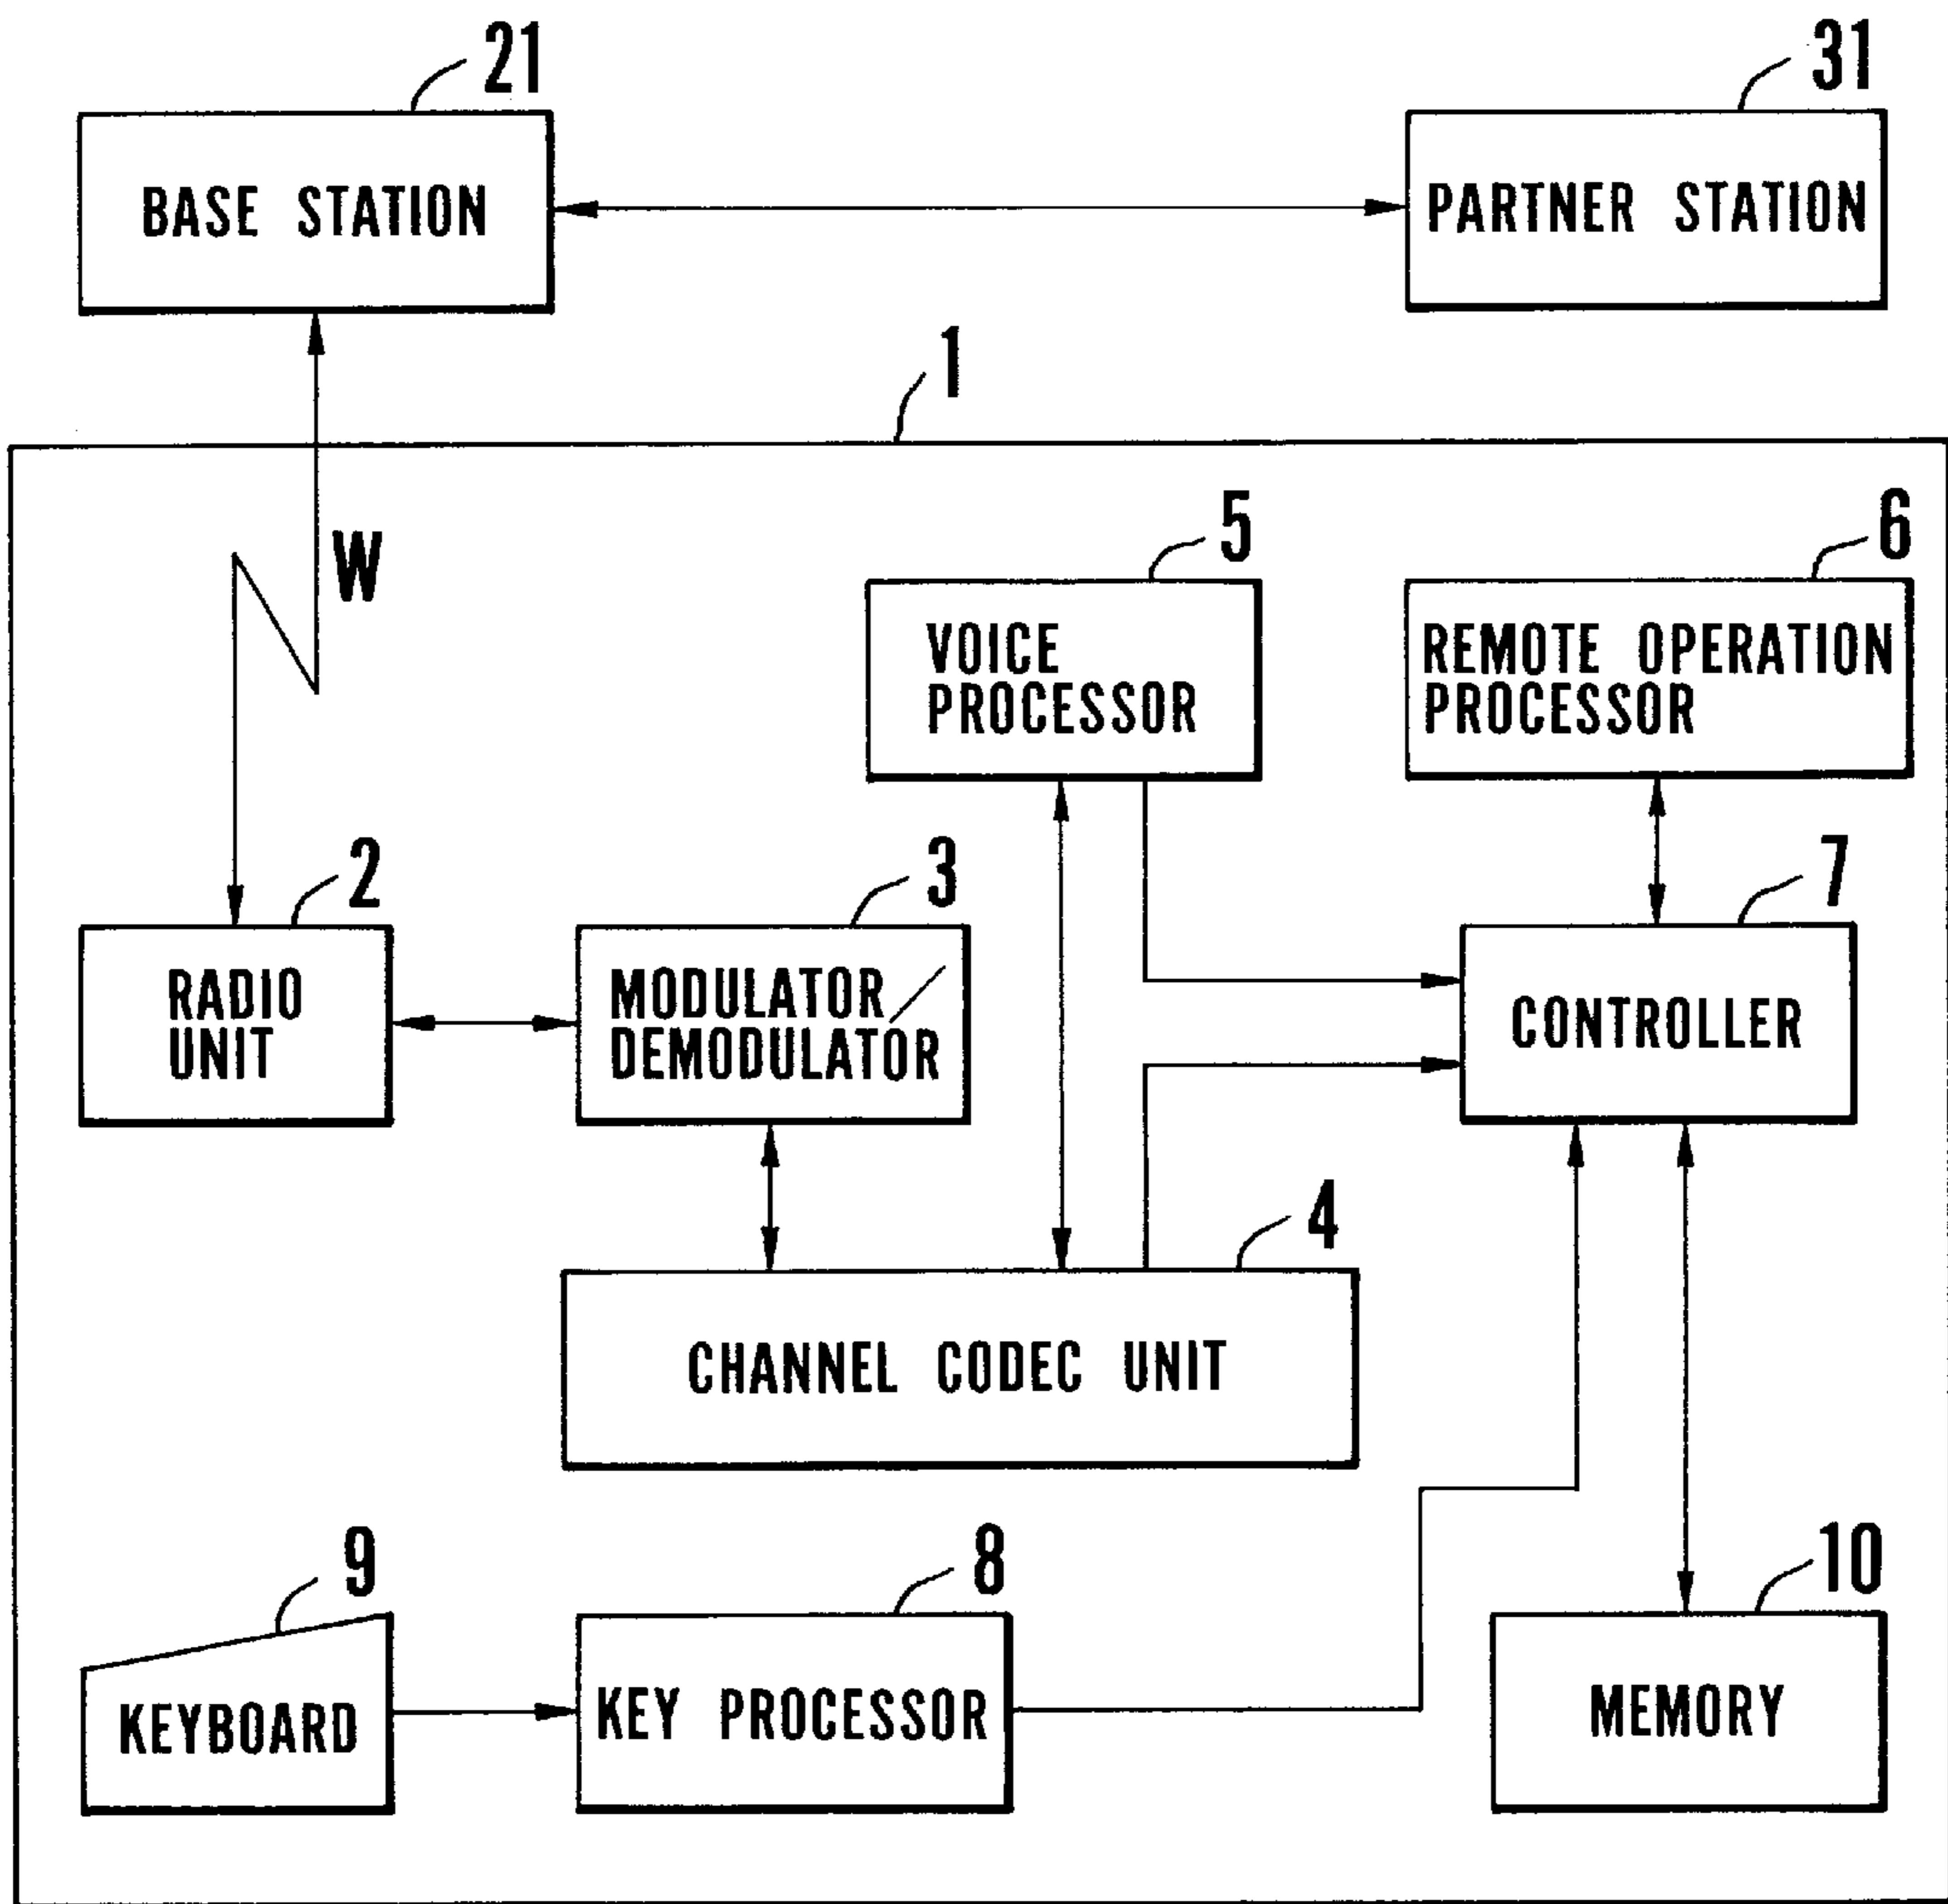 21
31
BASE STATION
PARTNER STATION
1
W
5
6
VOICE
PROCESSOR
REMOTE OPERATION
PROCESSOR
2
3
7
RADIO
UNIT
MODULATOR/
DEMODULATOR
CONTROLLER
4
CHANNEL CODEC UNIT
9
8
10
KEYBOARD
KEY PROCESSOR
MEMORY